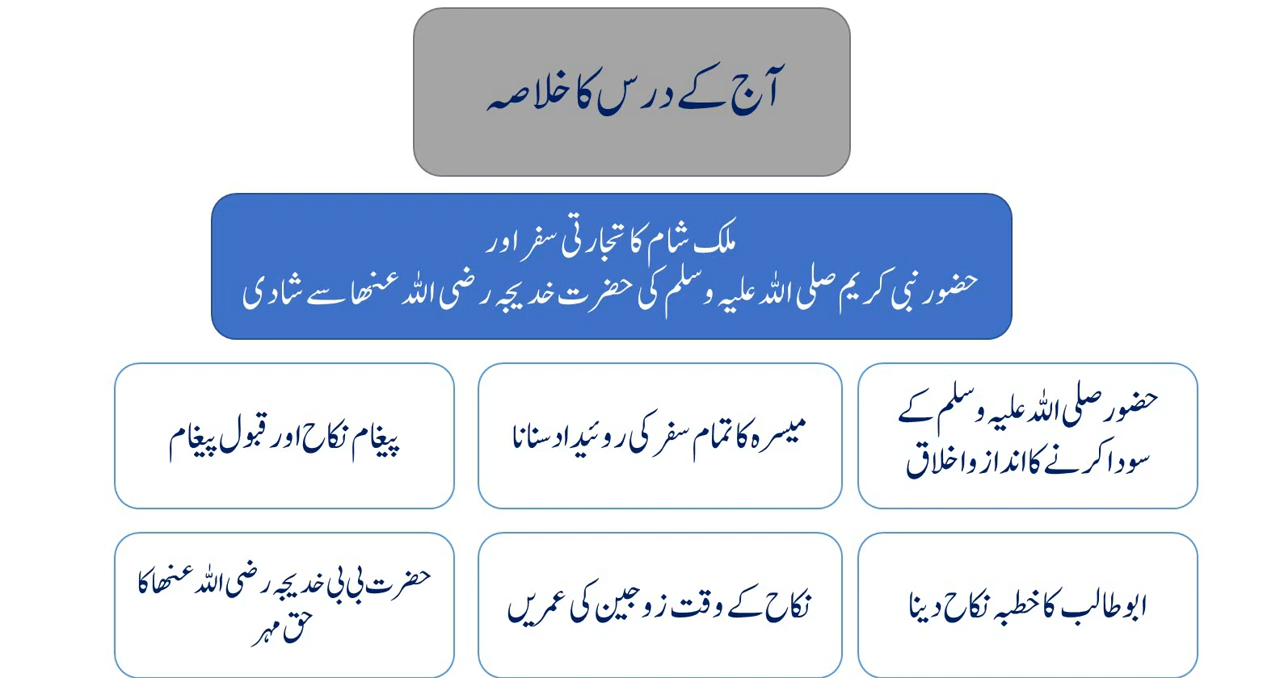 آج کے درس کا خلاصہ
ملک شام کا تجارتی سفر اور
حضور نبی کریم صلی اللہ علیہ وسلم کی حضرت خدیجہ رضی اللہ عنھا سے شادی
حضور صلی اللہ علیہ وسلم کے
سودا کرنے کا انداز و اخلاق
میسرہ کا تمام سفر کی روئیداد سنانا
پیغام نکاح اور قبول پیغام
ابو طالب کا خطبہ نکاح دینا
نکاح کے وقت زوجین کی عمریں
حضرت بی بی خدیجہ رضی اللہ عنھا کا
حق مہر